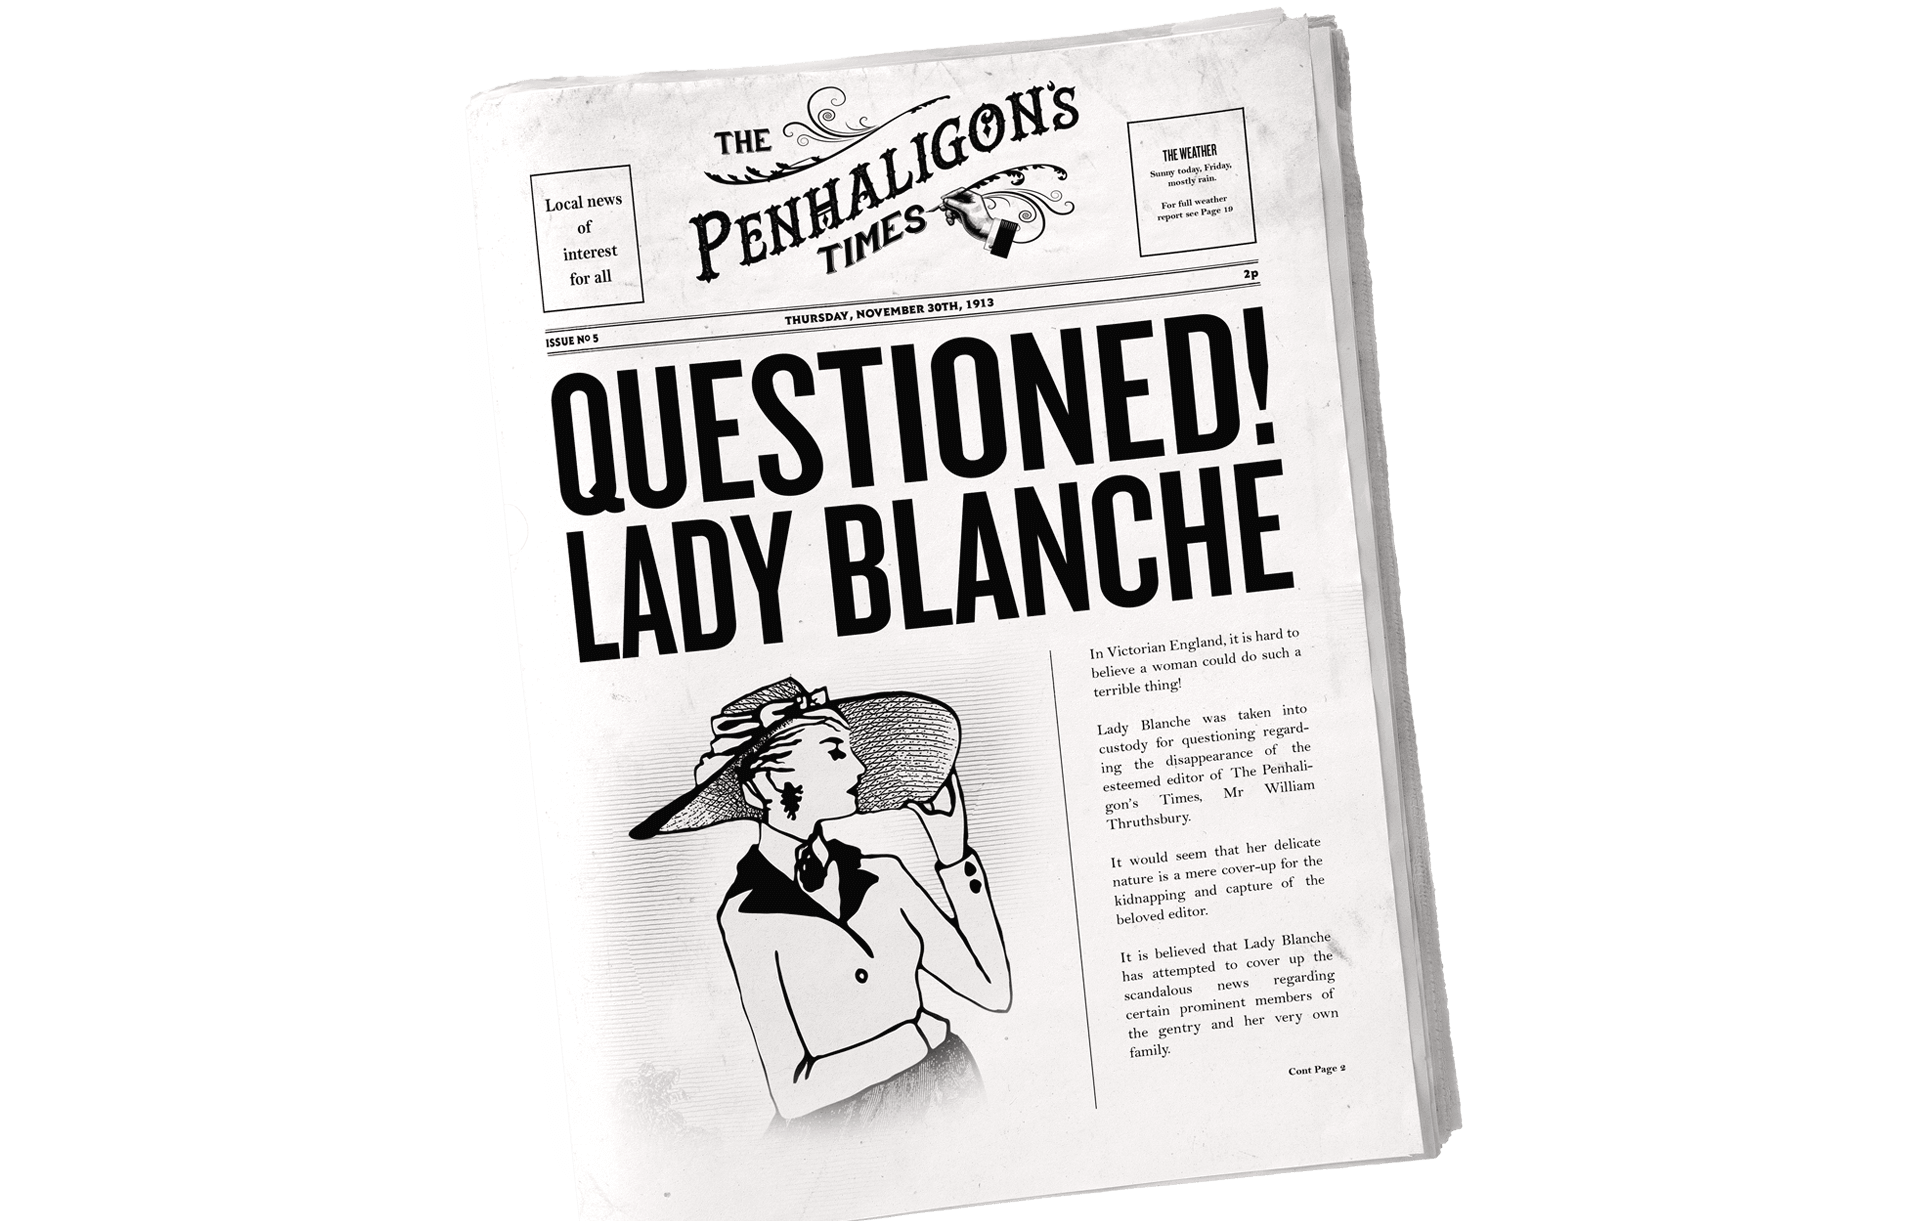 THE
PENHALIGON'S
TIMES
Local news
of
interest
for all
THE WEATHER
Sunny today, Friday,
mostly rain.
For full weather
report see Page 19
2p
THURSDAY, NOVEMBER 30TH, 1913
ISSUE Nº 5
QUESTIONED!
LADY BLANCHE
In Victorian England, it is hard to
believe a woman could do such a
terrible thing!
Lady Blanche was taken into
custody for questioning regard-
ing the disappearance of the
esteemed editor of The Penhali-
gon's Times, Mr William
Thruthsbury.
It would seem that her delicate
nature is a mere cover-up for the
kidnapping and capture of the
beloved editor.
It is believed that Lady Blanche
has attempted to cover up the
scandalous news regarding
certain prominent members of
the gentry and her very own
family.
Cont Page 2